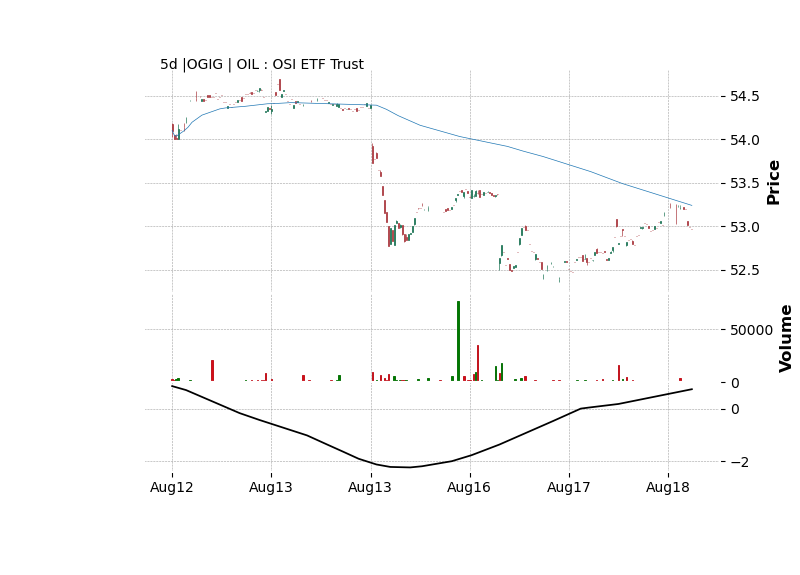 5d |OGIG | OIL : OSI ETF Trust
54.5
54.0
53.5
53.0
52.5
Price
50000
0
Volume
0
−2
Aug12
Aug13
Aug13
Aug16
Aug17
Aug18